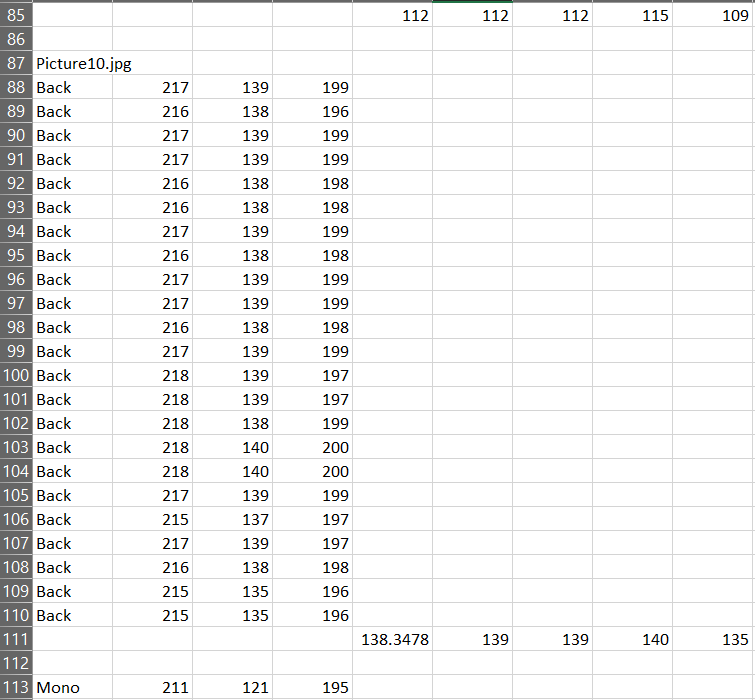 85 112 112 112 115 109
86
87 Picture10.jpg
88 Back 217 139 199
89 Back 216 138 196
90 Back 217 139 199
91 Back 217 139 199
92 Back 216 138 198
93 Back 216 138 198
94 Back 217 139 199
95 Back 216 138 198
96 Back 217 139 199
97 Back 217 139 199
98 Back 216 138 198
99 Back 217 139 199
100 Back 218 139 197
101 Back 218 139 197
102 Back 218 138 199
103 Back 218 140 200
104 Back 218 140 200
105 Back 217 139 199
106 Back 215 137 197
107 Back 217 139 197
108 Back 216 138 198
109 Back 215 135 196
110 Back 215 135 196
111 138.3478 139 139 140 135
112
113 Mono 211 121 195